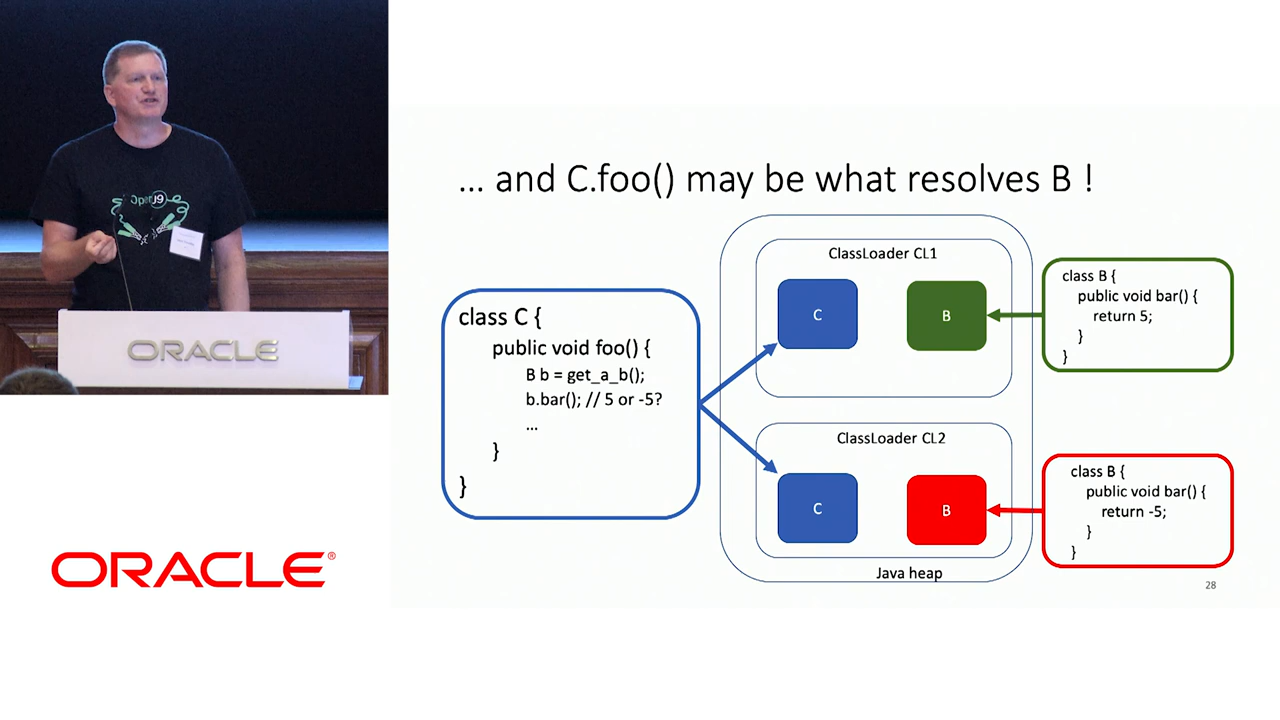 OpenJ9
ORACLE
ORACLE®
... and C.foo() may be what resolves B !
class C {
public void foo() {
B b = get_a_b();
b.bar(); // 5 or -5?
...
}
}
ClassLoader CL1
C
B
ClassLoader CL2
C
B
Java heap
class B {
public void bar() {
return 5;
}
}
class B {
public void bar() {
return -5;
}
}
28